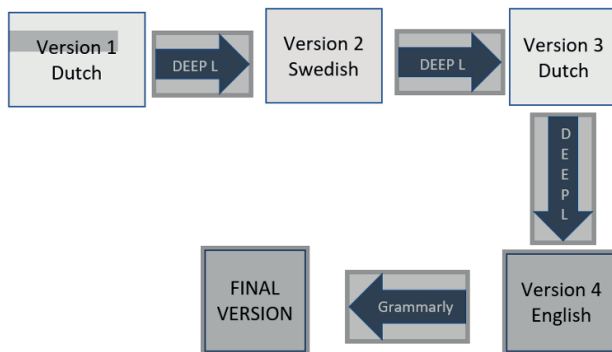 Version 1
Dutch
DEEP L
Version 2
Swedish
DEEP L
Version 3
Dutch
D
E
E
P
L
Version 4
English
Grammarly
FINAL
VERSION